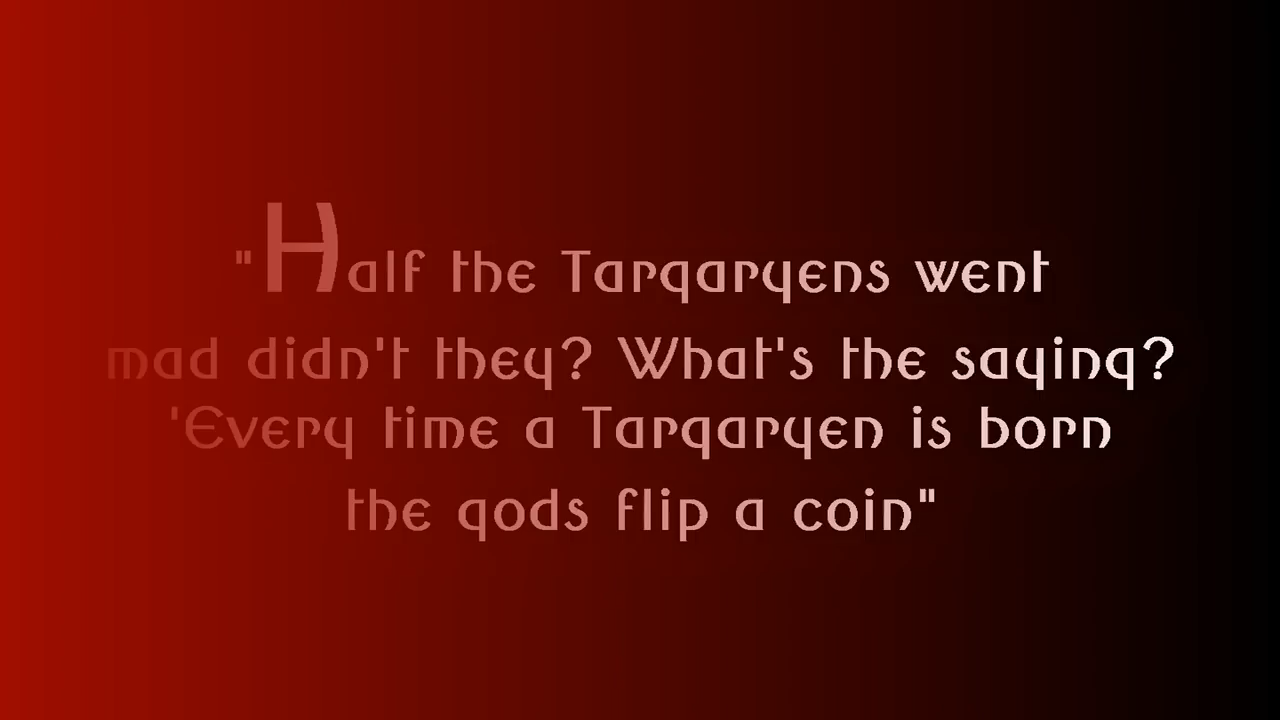 "Half the Targaryens went
mad didn't they? What's the saying?
'Every time a Targaryen is born
the gods flip a coin"